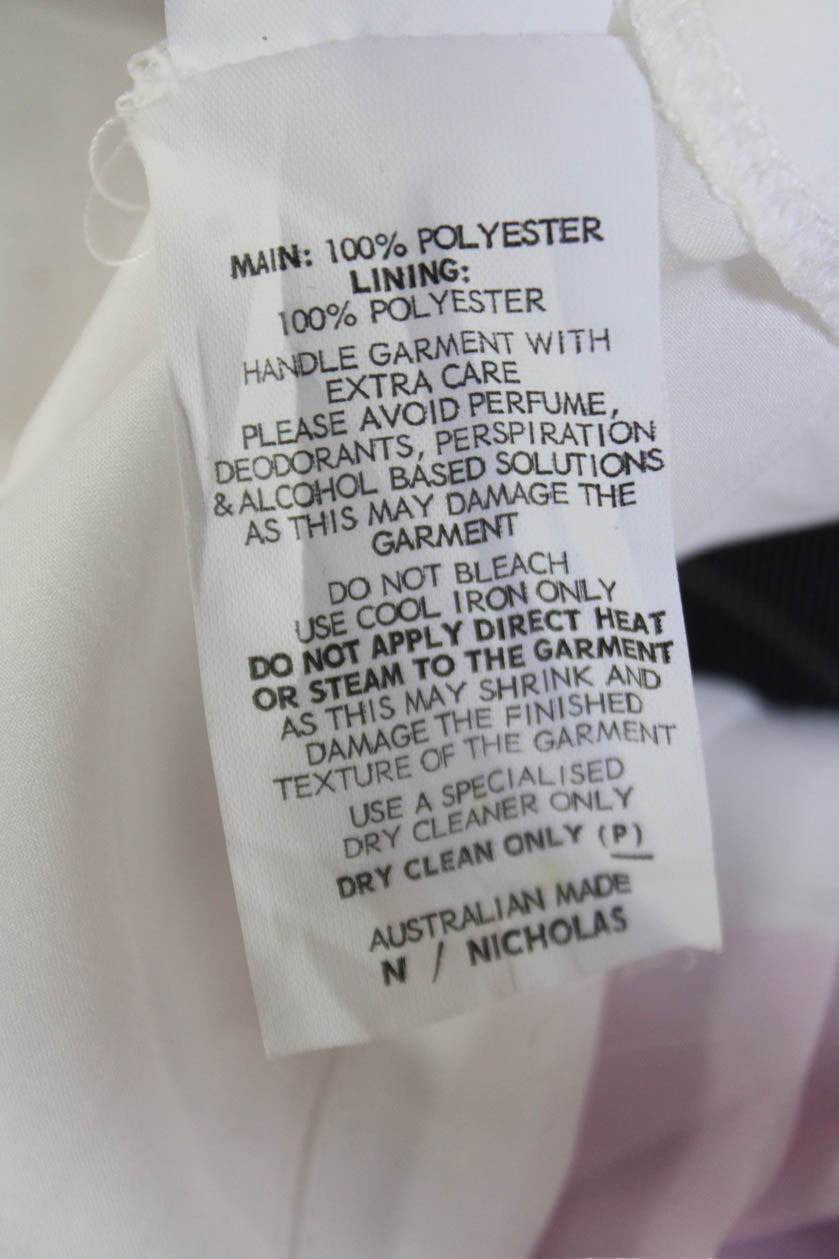 MAIN: 100% POLYESTER
LINING:
100% POLYESTER
HANDLE GARMENT WITH
EXTRA CARE
PLEASE AVOID PERFUME,
DEODORANTS, PERSPIRATION
& ALCOHOL BASED SOLUTIONS
AS THIS MAY DAMAGE THE
GARMENT
DO NOT BLEACH
USE COOL IRON ONLY
DO NOT APPLY DIRECT HEAT
OR STEAM TO THE GARMENT
AS THIS MAY SHRINK AND
DAMAGE THE FINISHED
TEXTURE OF THE GARMENT
USE A SPECIALISED
DRY CLEANER ONLY
DRY CLEAN ONLY (P)
AUSTRALIAN MADE
N / NICHOLAS